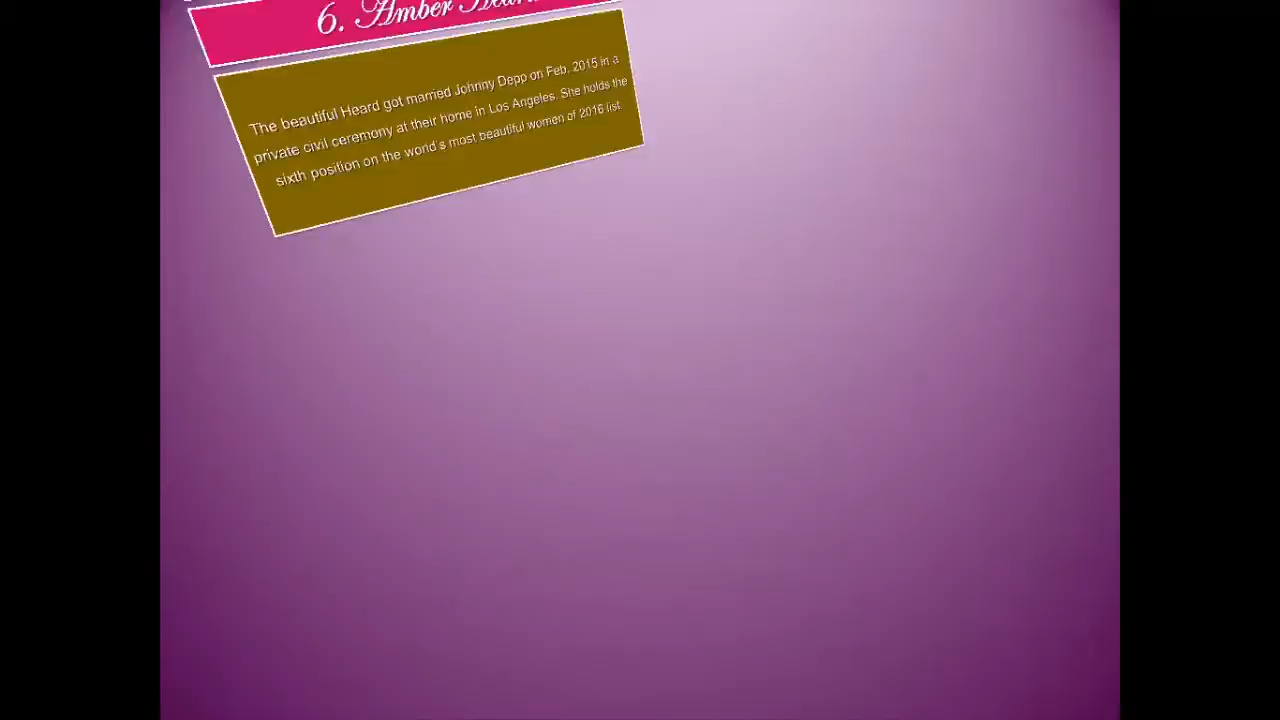 6. Amber Heard
The beautiful Heard got married Johnny Depp on Feb. 2015 in a
private civil ceremony at their home in Los Angeles. She holds the
sixth position on the world's most beautiful women of 2016 list.